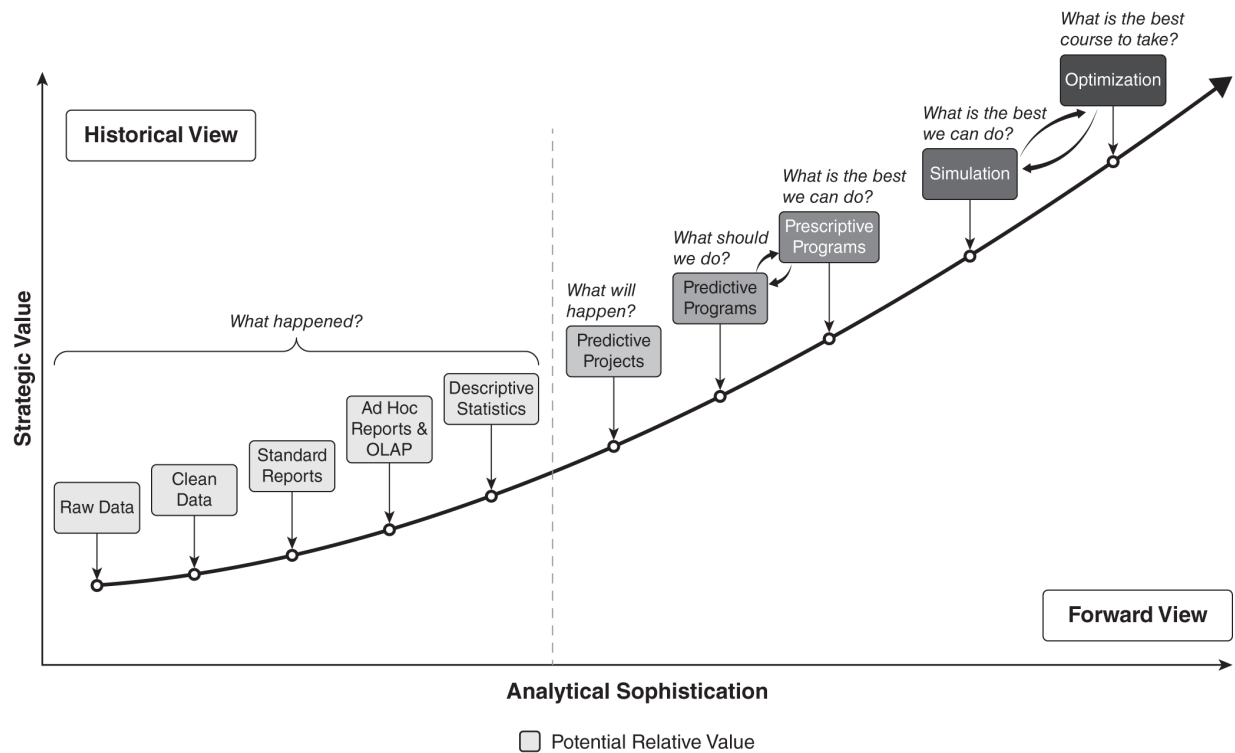 What is the best
course to take?
Optimization
Historical View
What is the best
we can do?
Simulation
What is the best
we can do?
Prescriptive
Programs
What should
we do?
Predictive
Programs
What will
happen?
Predictive
Projects
What happened?
Descriptive
Statistics
Ad Hoc
Reports &
OLAP
Standard
Reports
Clean
Data
Raw Data
Strategic Value
Forward View
Analytical Sophistication
Potential Relative Value